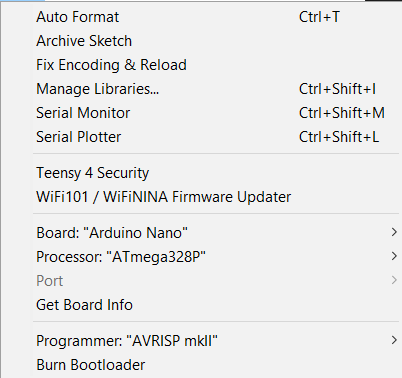 Auto Format Ctrl+T
Archive Sketch
Fix Encoding & Reload
Manage Libraries... Ctrl+Shift+I
Serial Monitor Ctrl+Shift+M
Serial Plotter Ctrl+Shift+L
Teensy 4 Security
WiFi101 / WiFiNINA Firmware Updater
Board: "Arduino Nano"
Processor: "ATmega328P"
Port
Get Board Info
Programmer: "AVRISP mkII"
Burn Bootloader